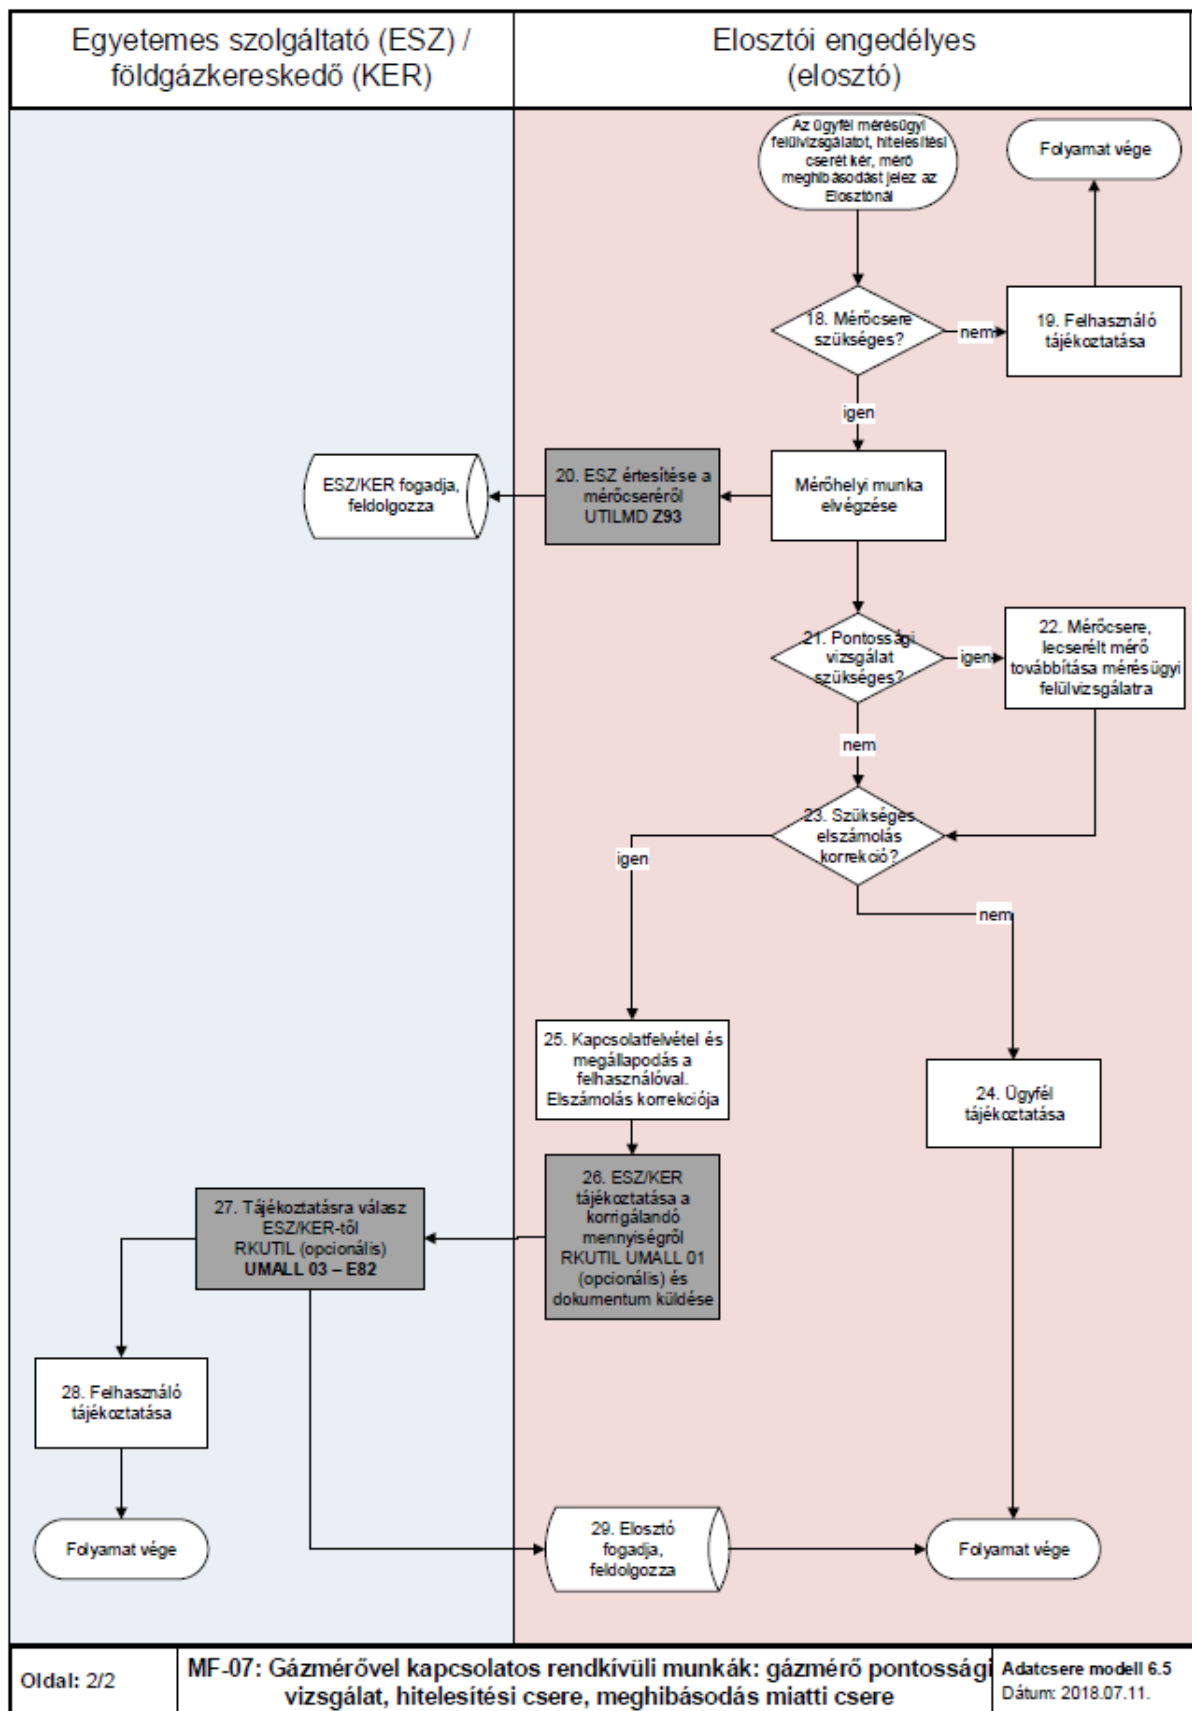 Egyetemes szolgáltató (ESZ) /
földgázkereskedő (KER)
Elosztói engedélyes
(elosztó)
Az ügyfél mérésügyi
felülvizsgálatot, hitelesítési
cserét kér, mérő
meghibásodást jelez az
Elosztónál
Folyamat vége
18. Mérőcsere
szükséges?
nem
19. Felhasználó
tájékoztatása
igen
ESZ/KER fogadja,
feldolgozza
20. ESZ értesítése a
mérőcseréről
UTILMD Z93
Mérőhelyi munka
elvégzése
21. Pontossági
vizsgálat
szükséges?
igen
22. Mérőcsere,
lecserélt mérő
továbbítása mérésügyi
felülvizsgálatra
nem
23. Szükséges
elszámolás
korrekció?
igen
nem
25. Kapcsolatfelvétel és
megállapodás a
felhasználóval.
Elszámolás korrekciója
24. Ügyfél
tájékoztatása
26. ESZ/KER
tájékoztatása a
korrigálandó
mennyiségről
RKUTIL UMALL 01
(opcionális) és
dokumentum küldése
27. Tájékoztatásra válasz
ESZ/KER-től
RKUTIL (opcionális)
UMALL 03 – E82
28. Felhasználó
tájékoztatása
Folyamat vége
29. Elosztó
fogadja,
feldolgozza
Folyamat vége
Oldal: 2/2
MF-07: Gázmérővel kapcsolatos rendkívüli munkák: gázmérő pontossági
vizsgálat, hitelesítési csere, meghibásodás miatti csere
Adatcsere modell 6.5
Dátum: 2018.07.11.